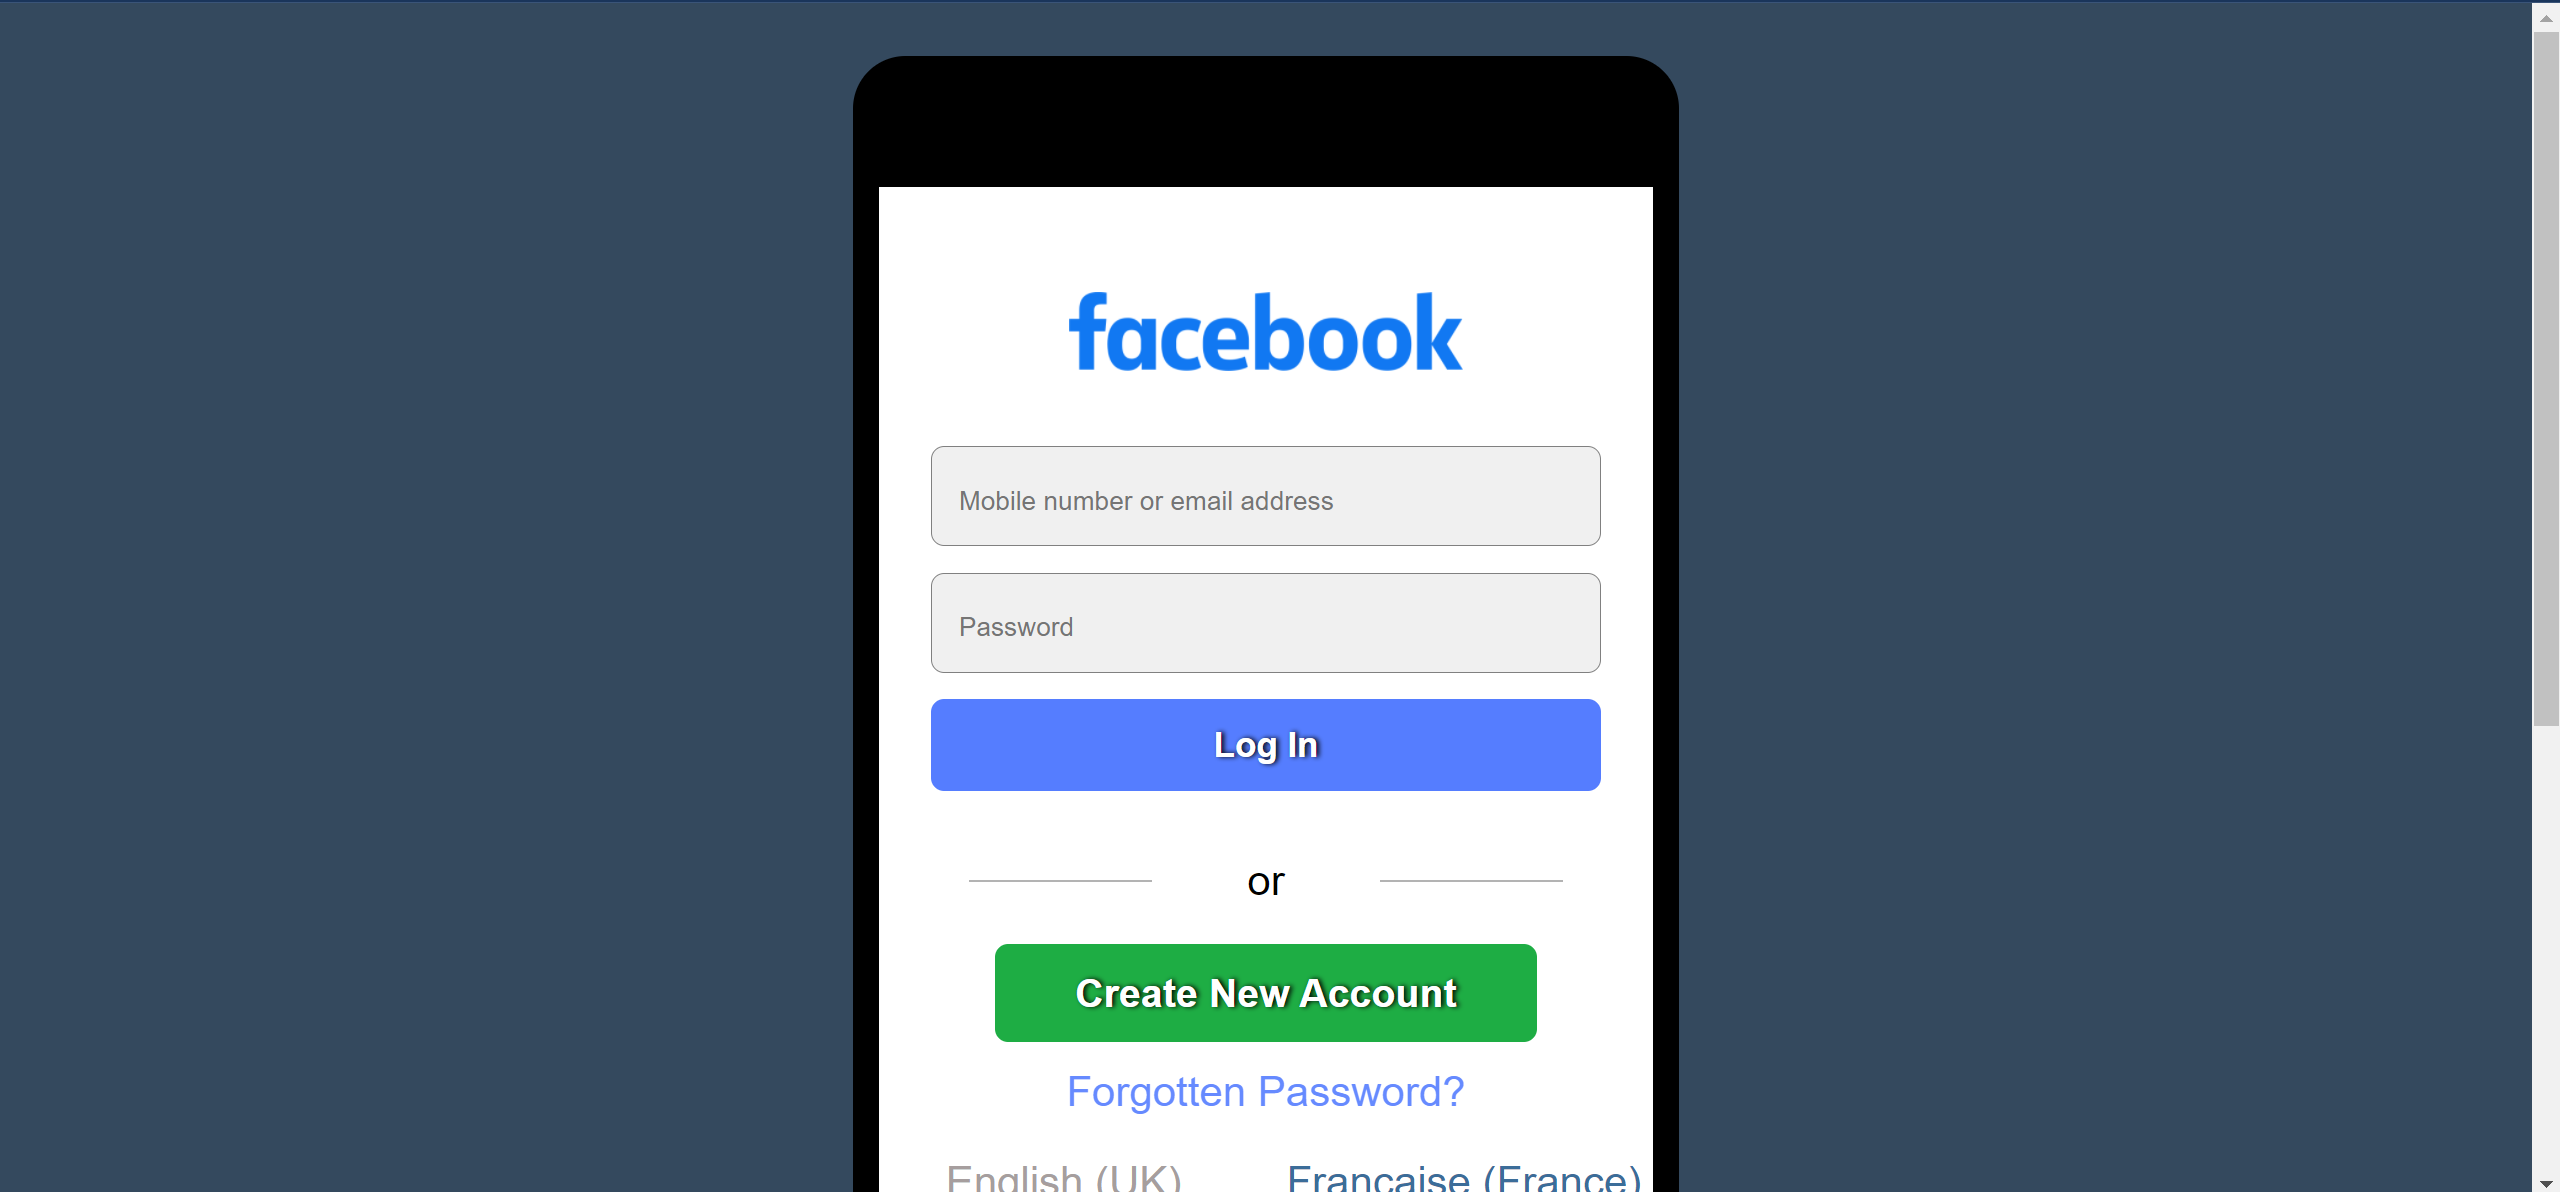 facebook
Mobile number or email address
Password
Log In
or
Create New Account
Forgotten Password?
English (UK) Francaise (France)